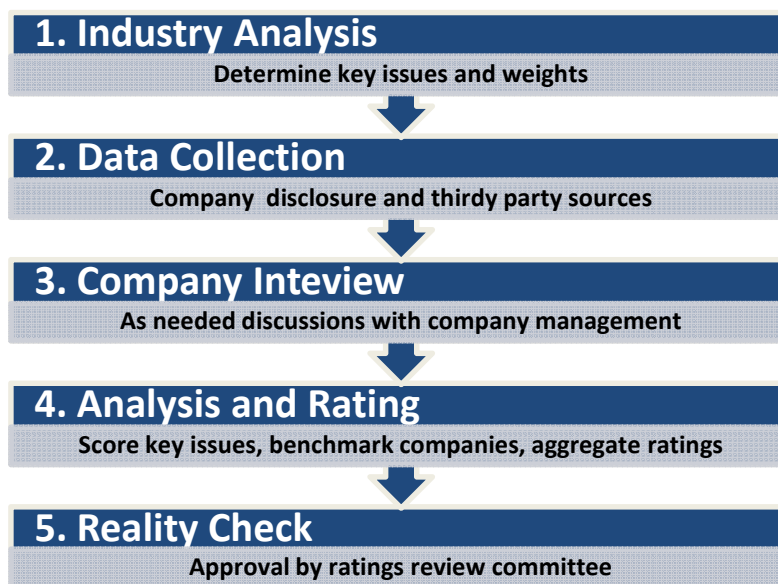 1. Industry Analysis
Determine key issues and weights
2. Data Collection
Company disclosure and thirdy party sources
3. Company Inteview
As needed discussions with company management
4. Analysis and Rating
Score key issues, benchmark companies, aggregate ratings
5. Reality Check
Approval by ratings review committee